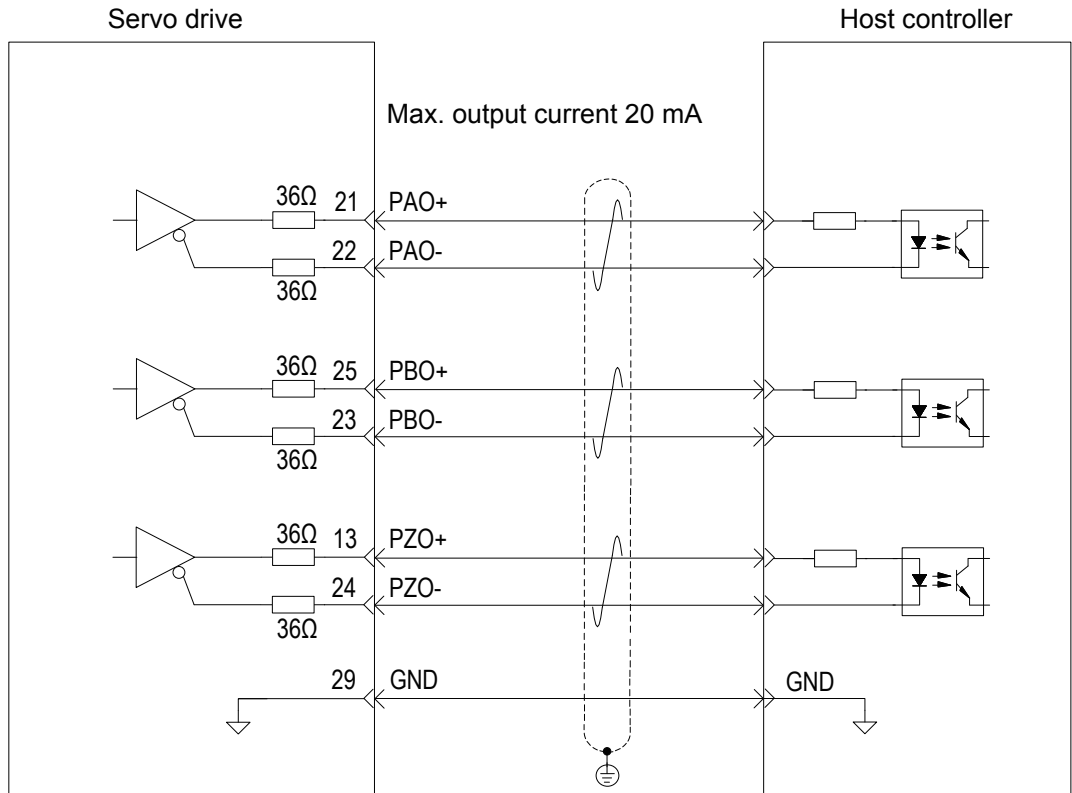 Servo drive
Host controller
Max. output current 20 mA
36Ω 21 PAO+
22 PAO-
36Ω
36Ω 25 PBO+
23 PBO-
36Ω
36Ω 13 PZO+
24 PZO-
36Ω
29 GND
GND